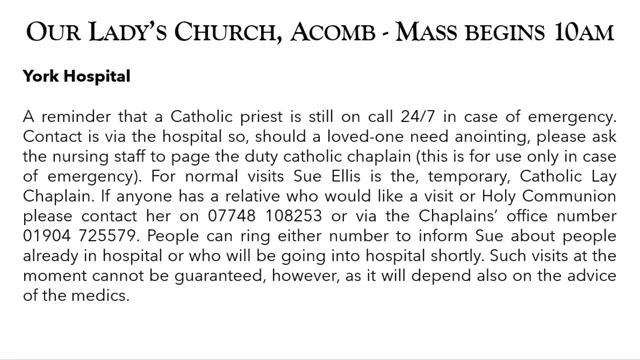 Our Lady's Church, Acomb - Mass begins 10am
York Hospital
A reminder that a Catholic priest is still on call 24/7 in case of emergency.
Contact is via the hospital so, should a loved-one need anointing, please ask
the nursing staff to page the duty catholic chaplain (this is for use only in case
of emergency). For normal visits Sue Ellis is the, temporary, Catholic Lay
Chaplain. If anyone has a relative who would like a visit or Holy Communion
please contact her on 07748 108253 or via the Chaplains' office number
01904 725579. People can ring either number to inform Sue about people
already in hospital or who will be going into hospital shortly. Such visits at the
moment cannot be guaranteed, however, as it will depend also on the advice
of the medics.